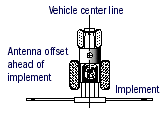 Vehicle center line
Antenna offset
ahead of
implement
Implement